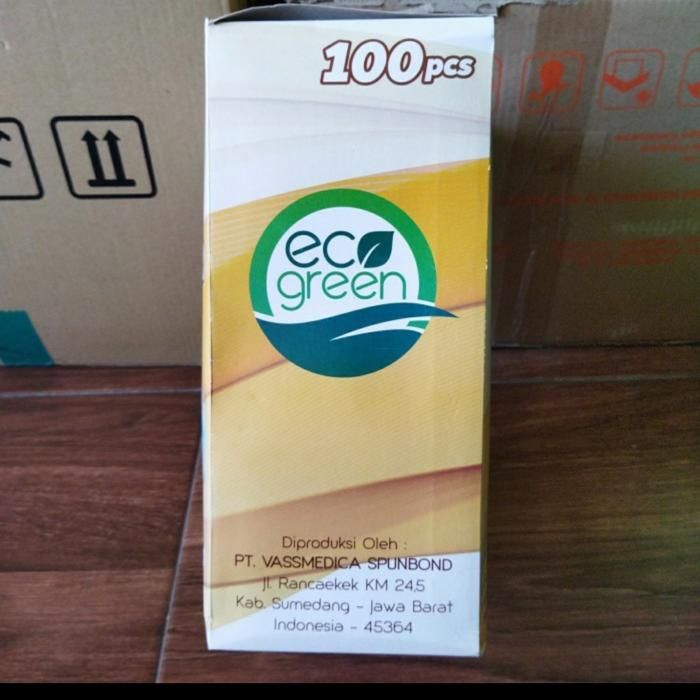 100pcs
eco
green
Diproduksi Oleh :
PT. VASSMEDICA SPUNBOND
Jl. Rancaekek KM 24,5
Kab. Sumedang - Jawa Barat
Indonesia - 45364